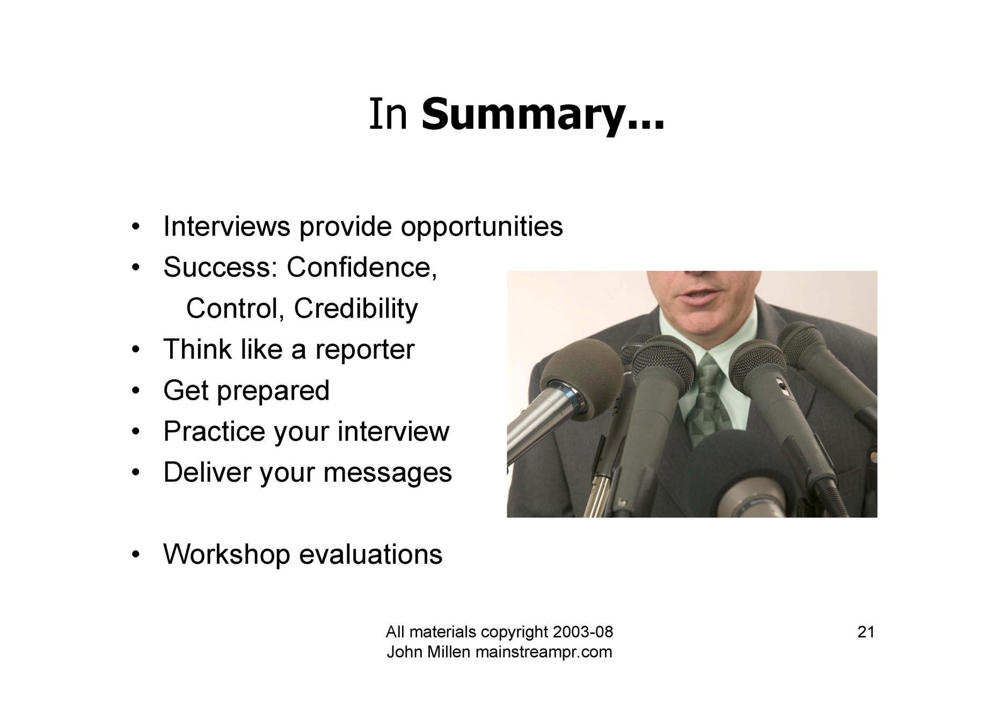 In Summary...
• Interviews provide opportunities
• Success: Confidence,
Control, Credibility
• Think like a reporter
• Get prepared
• Practice your interview
• Deliver your messages
• Workshop evaluations
All materials copyright 2003-08
John Millen mainstreampr.com
21